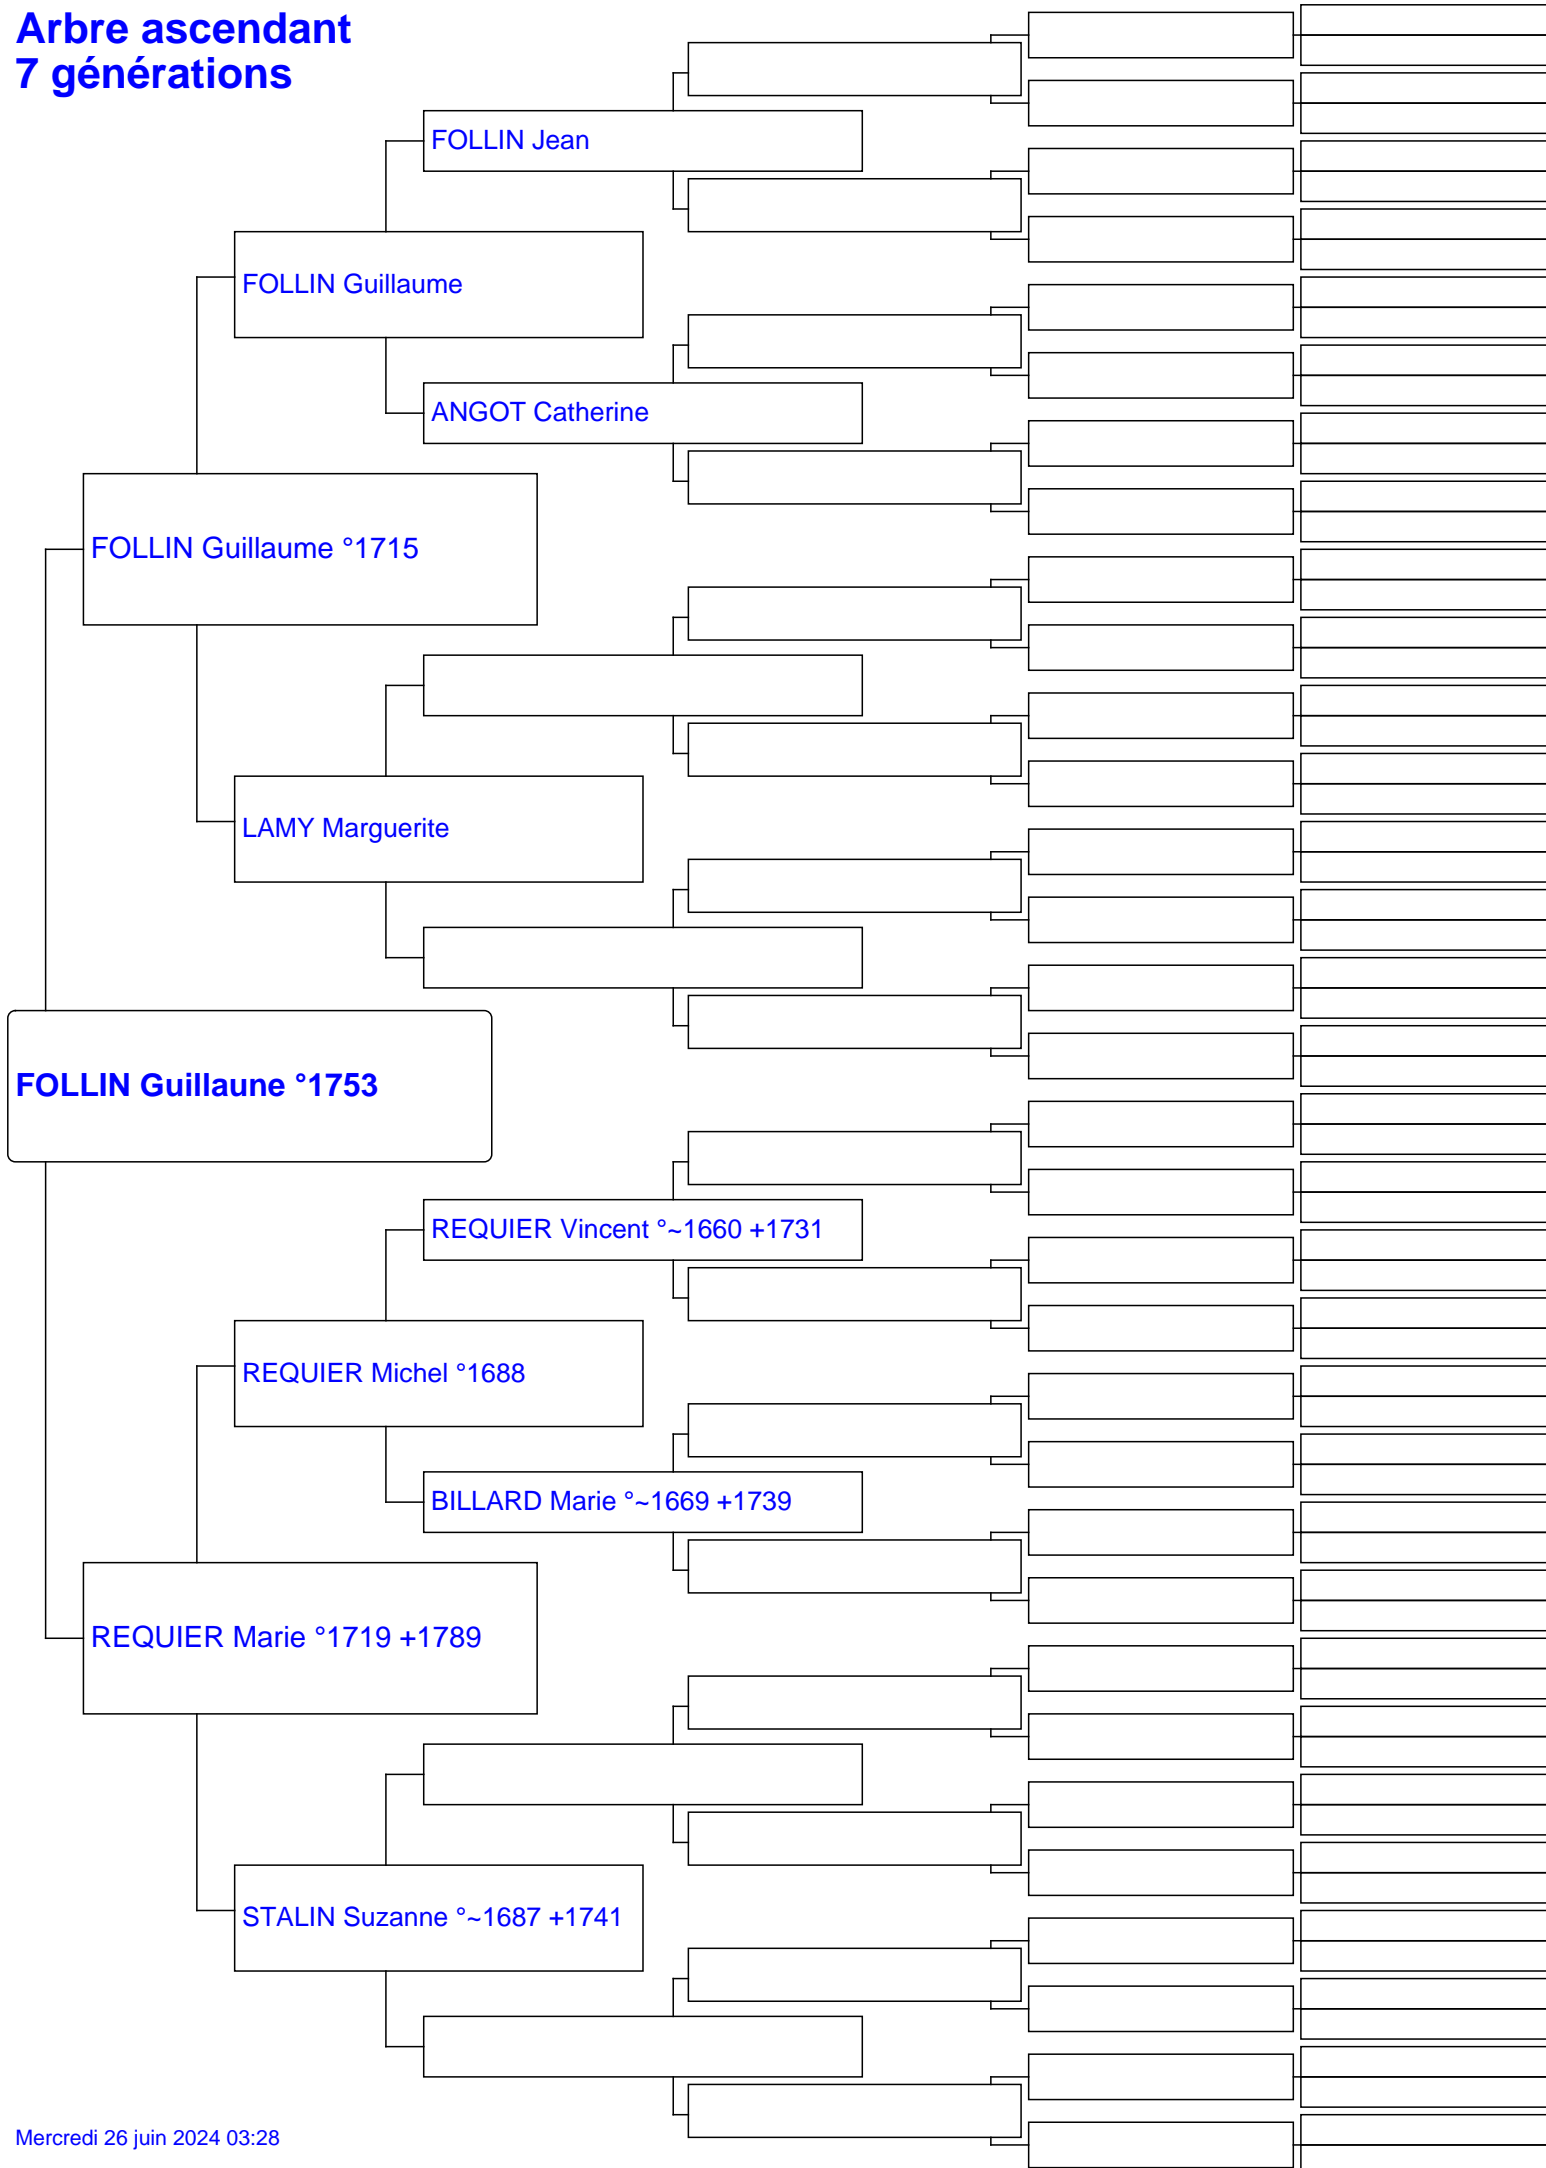 Arbre ascendant
7 générations
FOLLIN Jean
FOLLIN Guillaume
ANGOT Catherine
FOLLIN Guillaume °1715
LAMY Marguerite
FOLLIN Guillaune °1753
REQUIER Vincent °~1660 +1731
REQUIER Michel °1688
BILLARD Marie °~1669 +1739
REQUIER Marie °1719 +1789
STALIN Suzanne °~1687 +1741
Mercredi 26 juin 2024 03:28